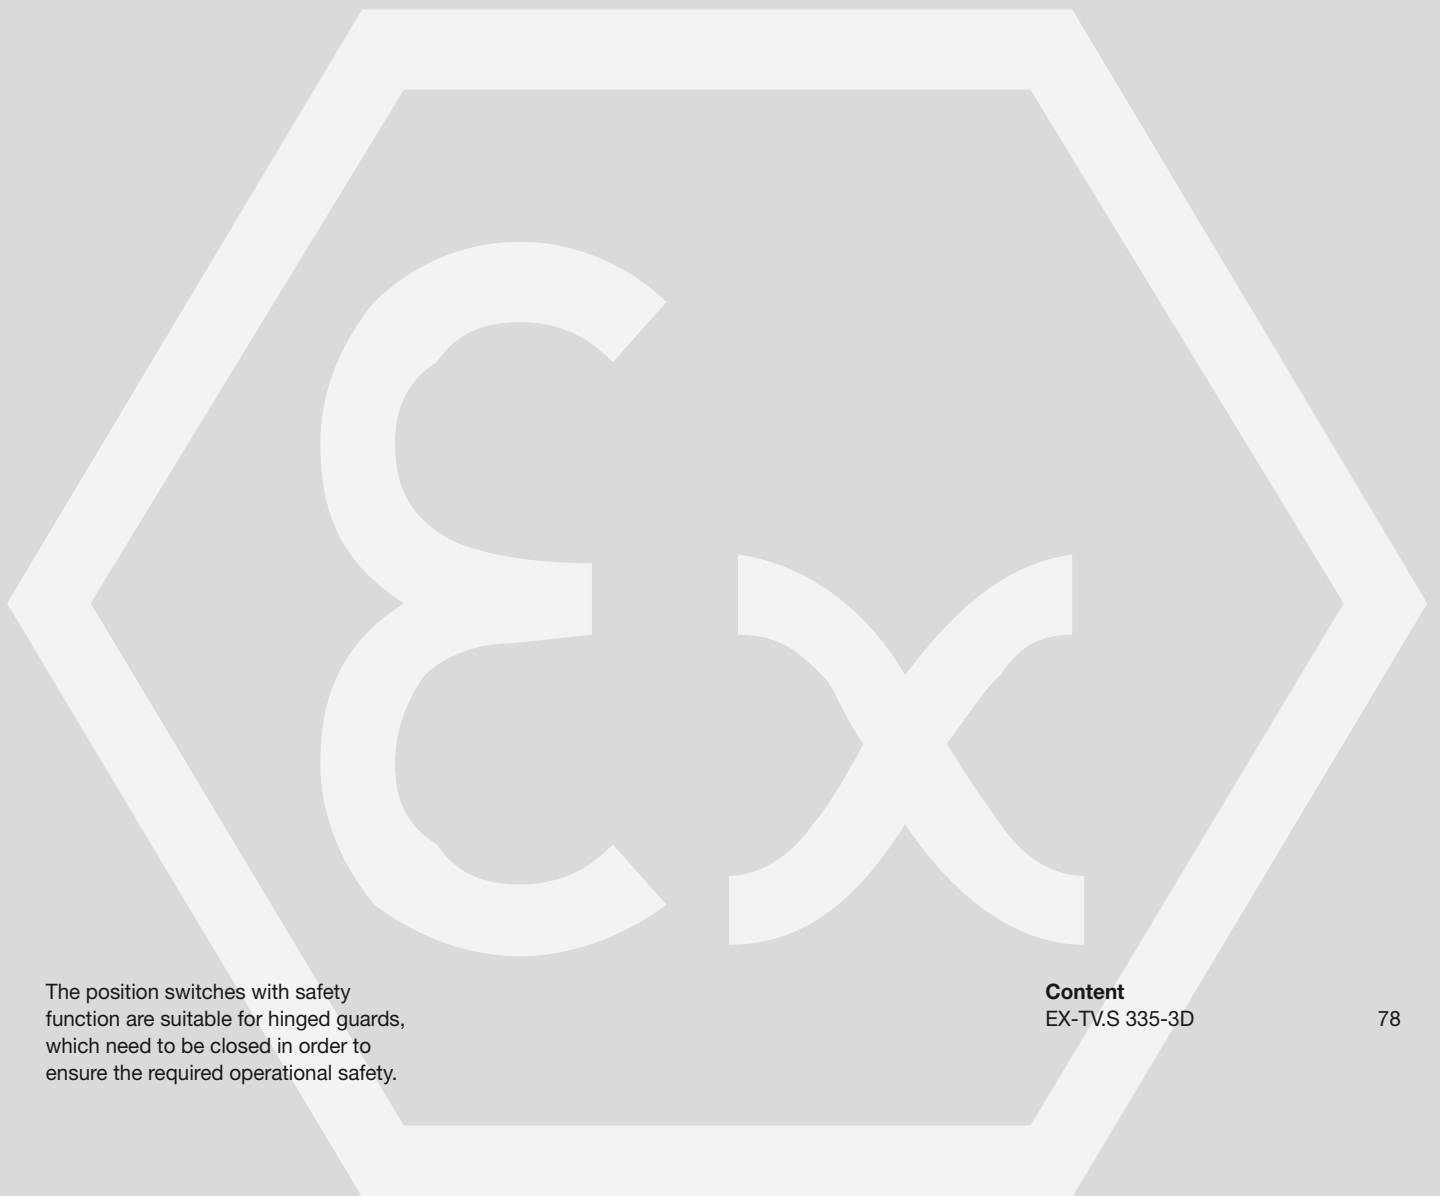 Ex
The position switches with safety
function are suitable for hinged guards,
which need to be closed in order to
ensure the required operational safety.
Content
EX-TV.S 335-3D 78